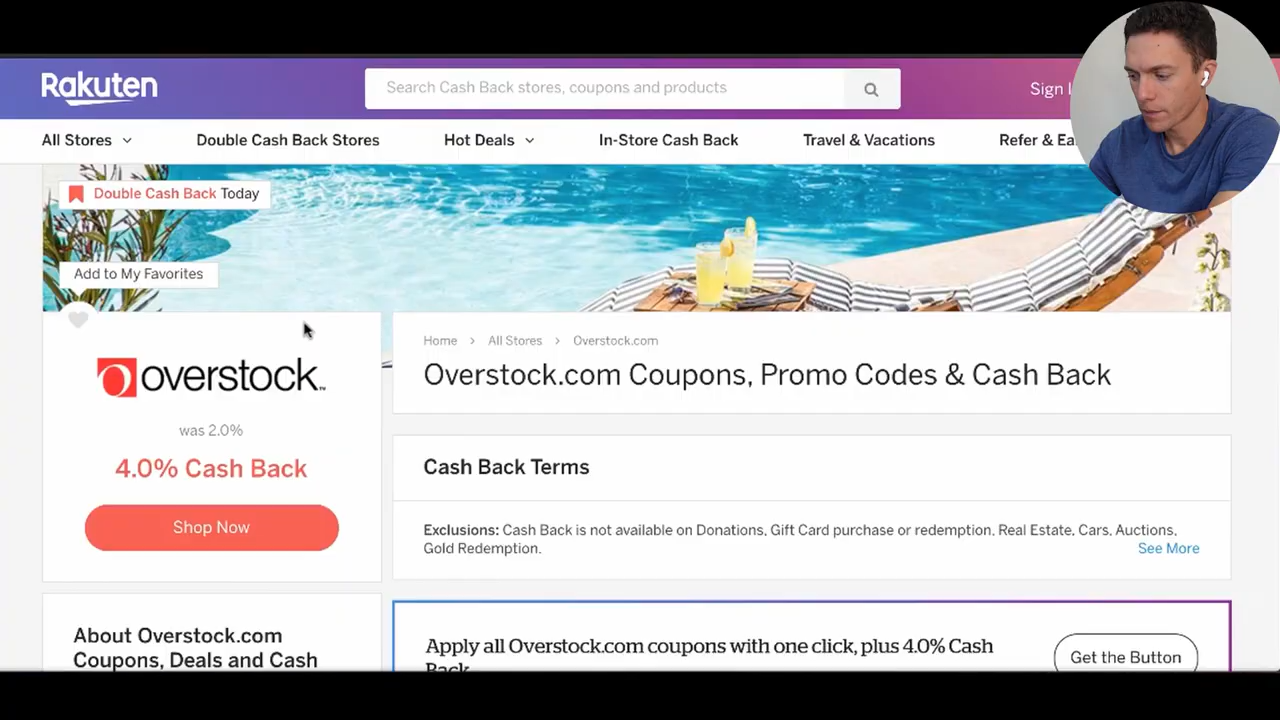 Rakuten
Search Cash Back stores, coupons and products
Sign I
All Stores
Double Cash Back Stores
Hot Deals
In-Store Cash Back
Travel & Vacations
Refer & Ea
Double Cash Back Today
Add to My Favorites
overstock™
was 2.0%
4.0% Cash Back
Shop Now
Home > All Stores > Overstock.com
Overstock.com Coupons, Promo Codes & Cash Back
Cash Back Terms
Exclusions: Cash Back is not available on Donations, Gift Card purchase or redemption, Real Estate, Cars, Auctions,
Gold Redemption.
See More
About Overstock.com
Coupons, Deals and Cash
Apply all Overstock.com coupons with one click, plus 4.0% Cash
Back
Get the Button